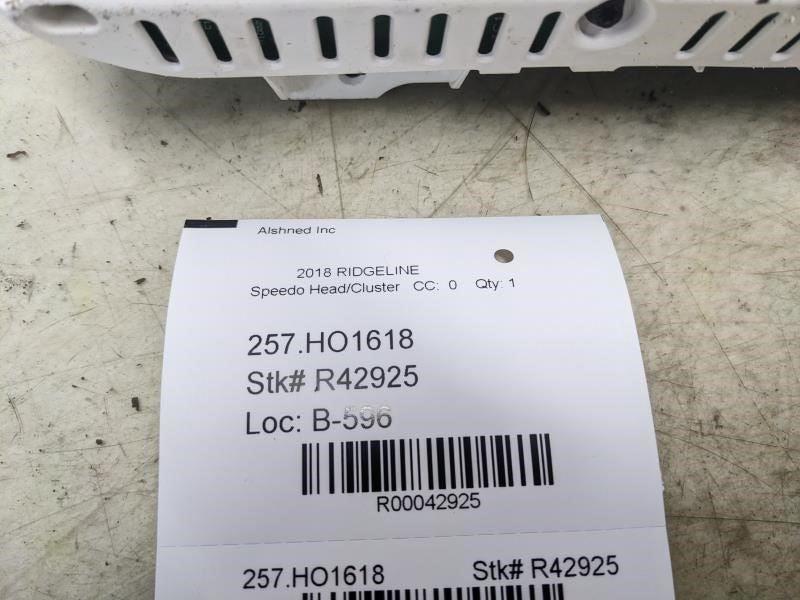 Alshned Inc
2018 RIDGELINE
Speedo Head/Cluster CC: 0 Qty: 1
257.HO1618
Stk# R42925
Loc: B-596
R00042925
257.HO1618 Stk# R42925